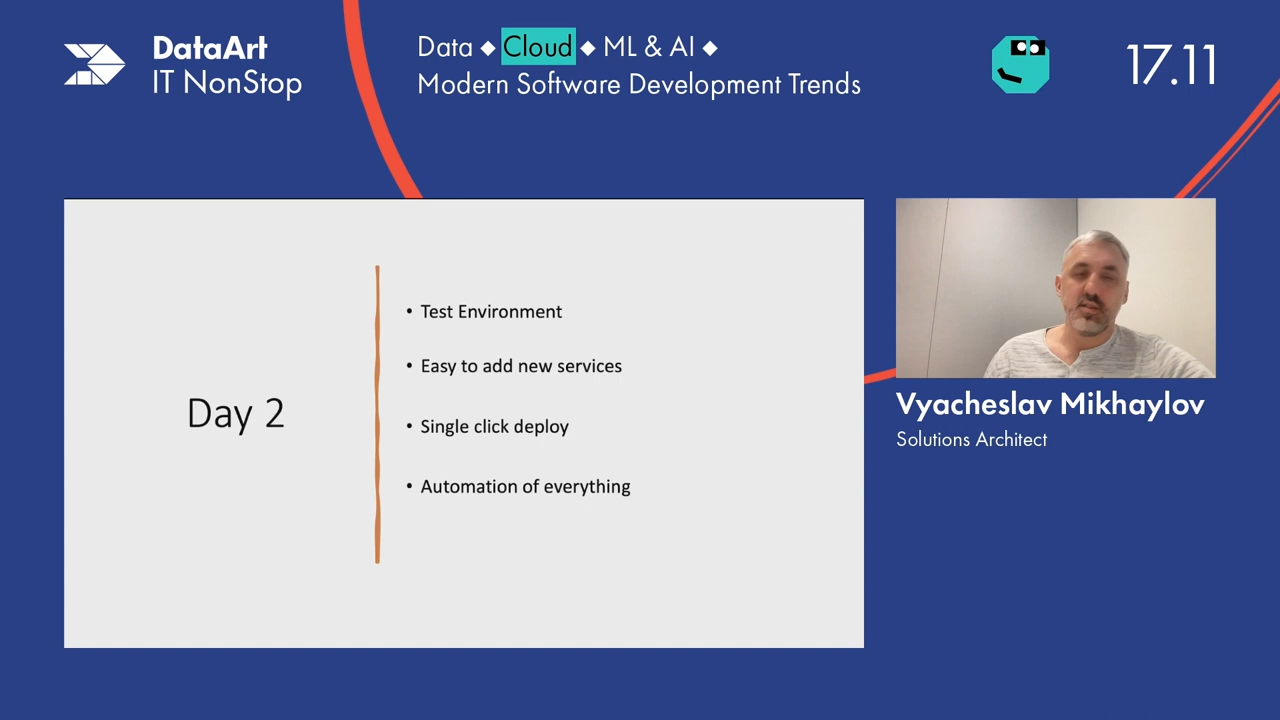 DataArt
IT NonStop
Data ◆ Cloud ◆ ML & AI ◆
Modern Software Development Trends
17.11
Day 2
• Test Environment
• Easy to add new services
• Single click deploy
• Automation of everything
Vyacheslav Mikhaylov
Solutions Architect